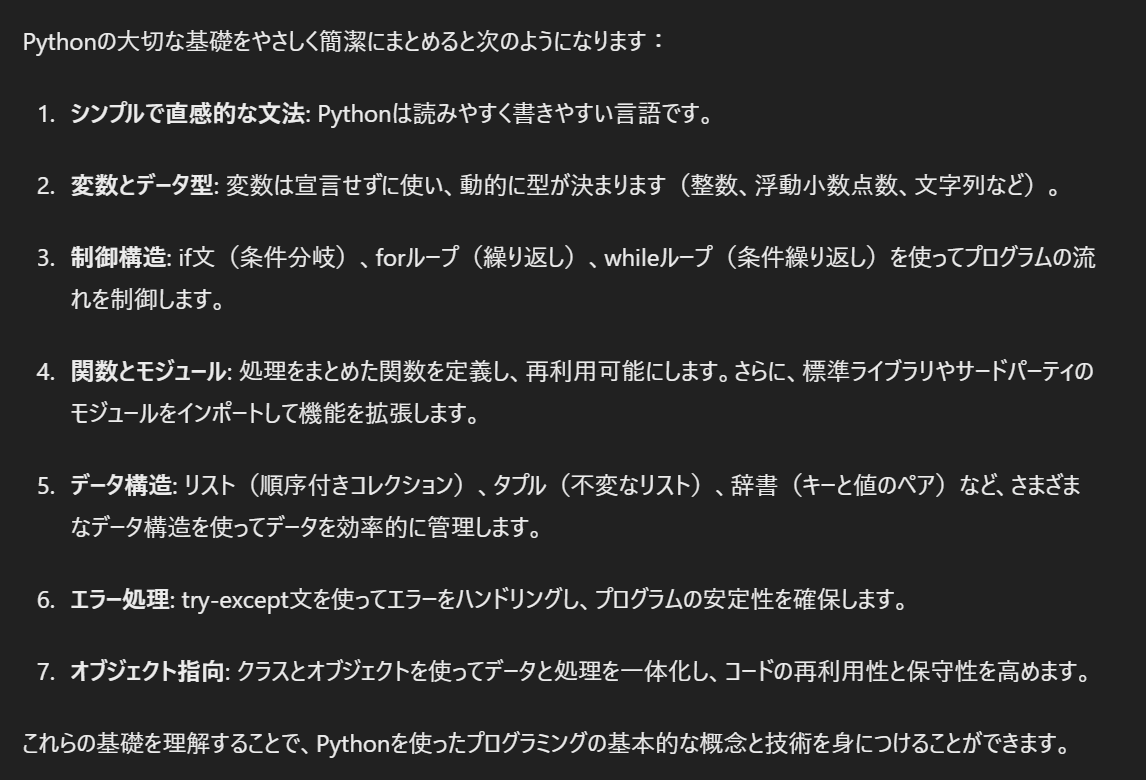 Pythonの大切な基礎をやさしく簡潔にまとめると次のようになります：
1. シンプルで直感的な文法: Pythonは読みやすく書きやすい言語です。
2. 変数とデータ型: 変数は宣言せずに使い、動的に型が決まります（整数、浮動小数点数、文字列など）。
3. 制御構造: if文（条件分岐）、forループ（繰り返し）、whileループ（条件繰り返し）を使ってプログラムの流
れを制御します。
4. 関数とモジュール: 処理をまとめた関数を定義し、再利用可能にします。さらに、標準ライブラリやサードパーティの
モジュールをインポートして機能を拡張します。
5. データ構造: リスト（順序付きコレクション）、タプル（不変なリスト）、辞書（キーと値のペア）など、さまざま
なデータ構造を使ってデータを効率的に管理します。
6. エラー処理: try-except文を使ってエラーをハンドリングし、プログラムの安定性を確保します。
7. オブジェクト指向: クラスとオブジェクトを使ってデータと処理を一体化し、コードの再利用性と保守性を高めます。
これらの基礎を理解することで、Pythonを使ったプログラミングの基本的な概念と技術を身につけることができます。